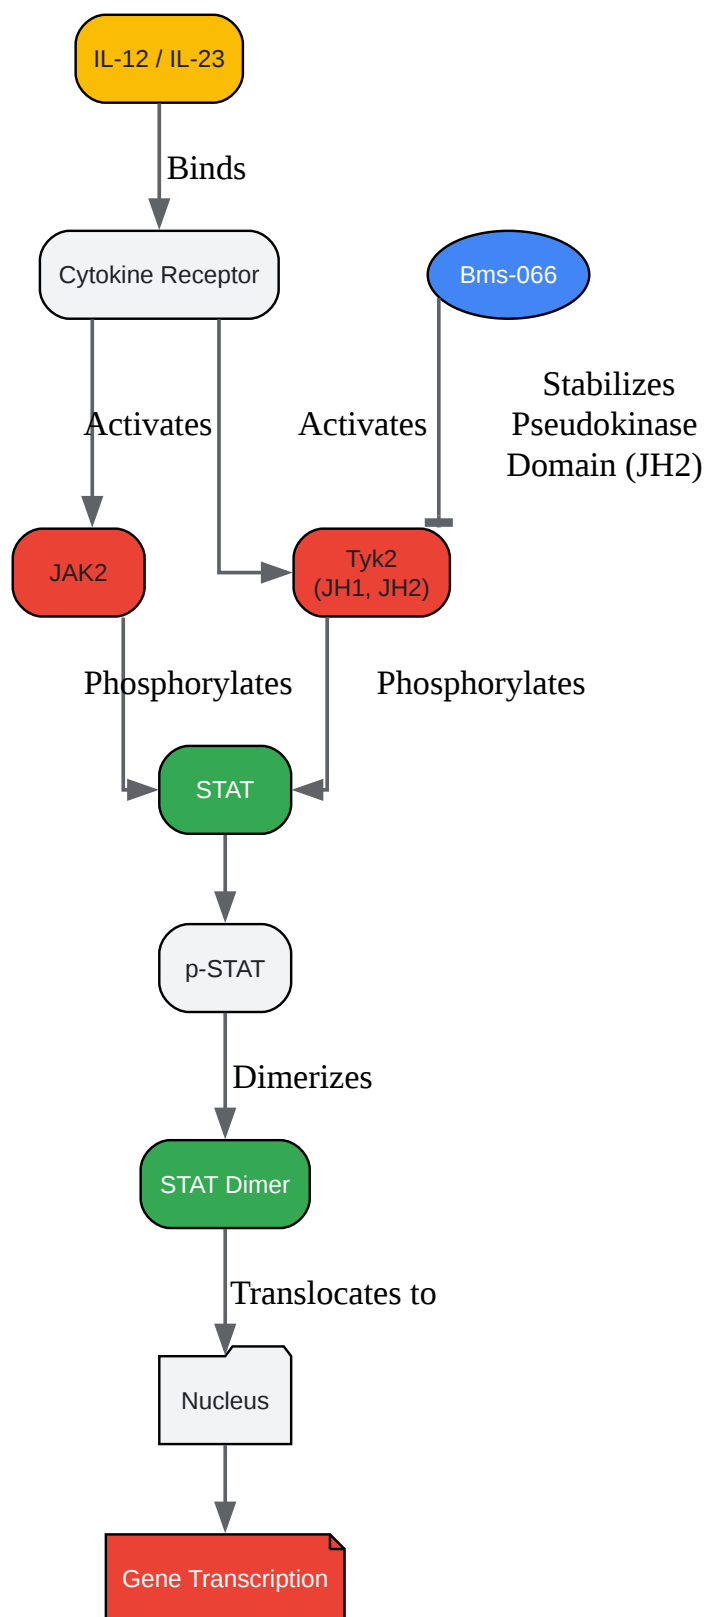 IL-12 / IL-23
Binds
Cytokine Receptor
Bms-066
Activates
Activates
Stabilizes
Pseudokinase
Domain (JH2)
JAK2
Tyk2
(JH1, JH2)
Phosphorylates
Phosphorylates
STAT
p-STAT
Dimerizes
STAT Dimer
Translocates to
Nucleus
Gene Transcription